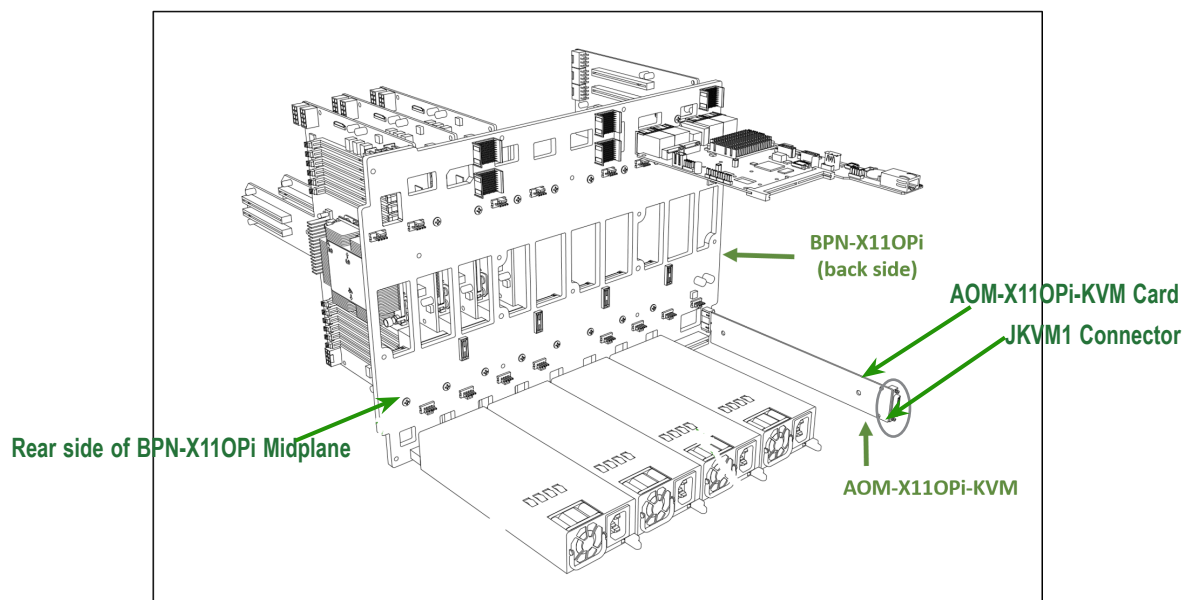 BPN-X11OPi
(back side)
AOM-X11OPi-KVM Card
JKVM1 Connector
Rear side of BPN-X11OPi Midplane
AOM-X11OPi-KVM